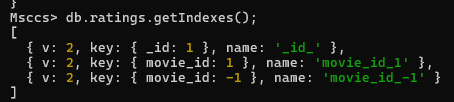 }
Msccs> db.ratings.getIndexes();
[
  { v: 2, key: { _id: 1 }, name: '_id_' },
  { v: 2, key: { movie_id: 1 }, name: 'movie_id_1' },
  { v: 2, key: { movie_id: -1 }, name: 'movie_id_-1' }
]